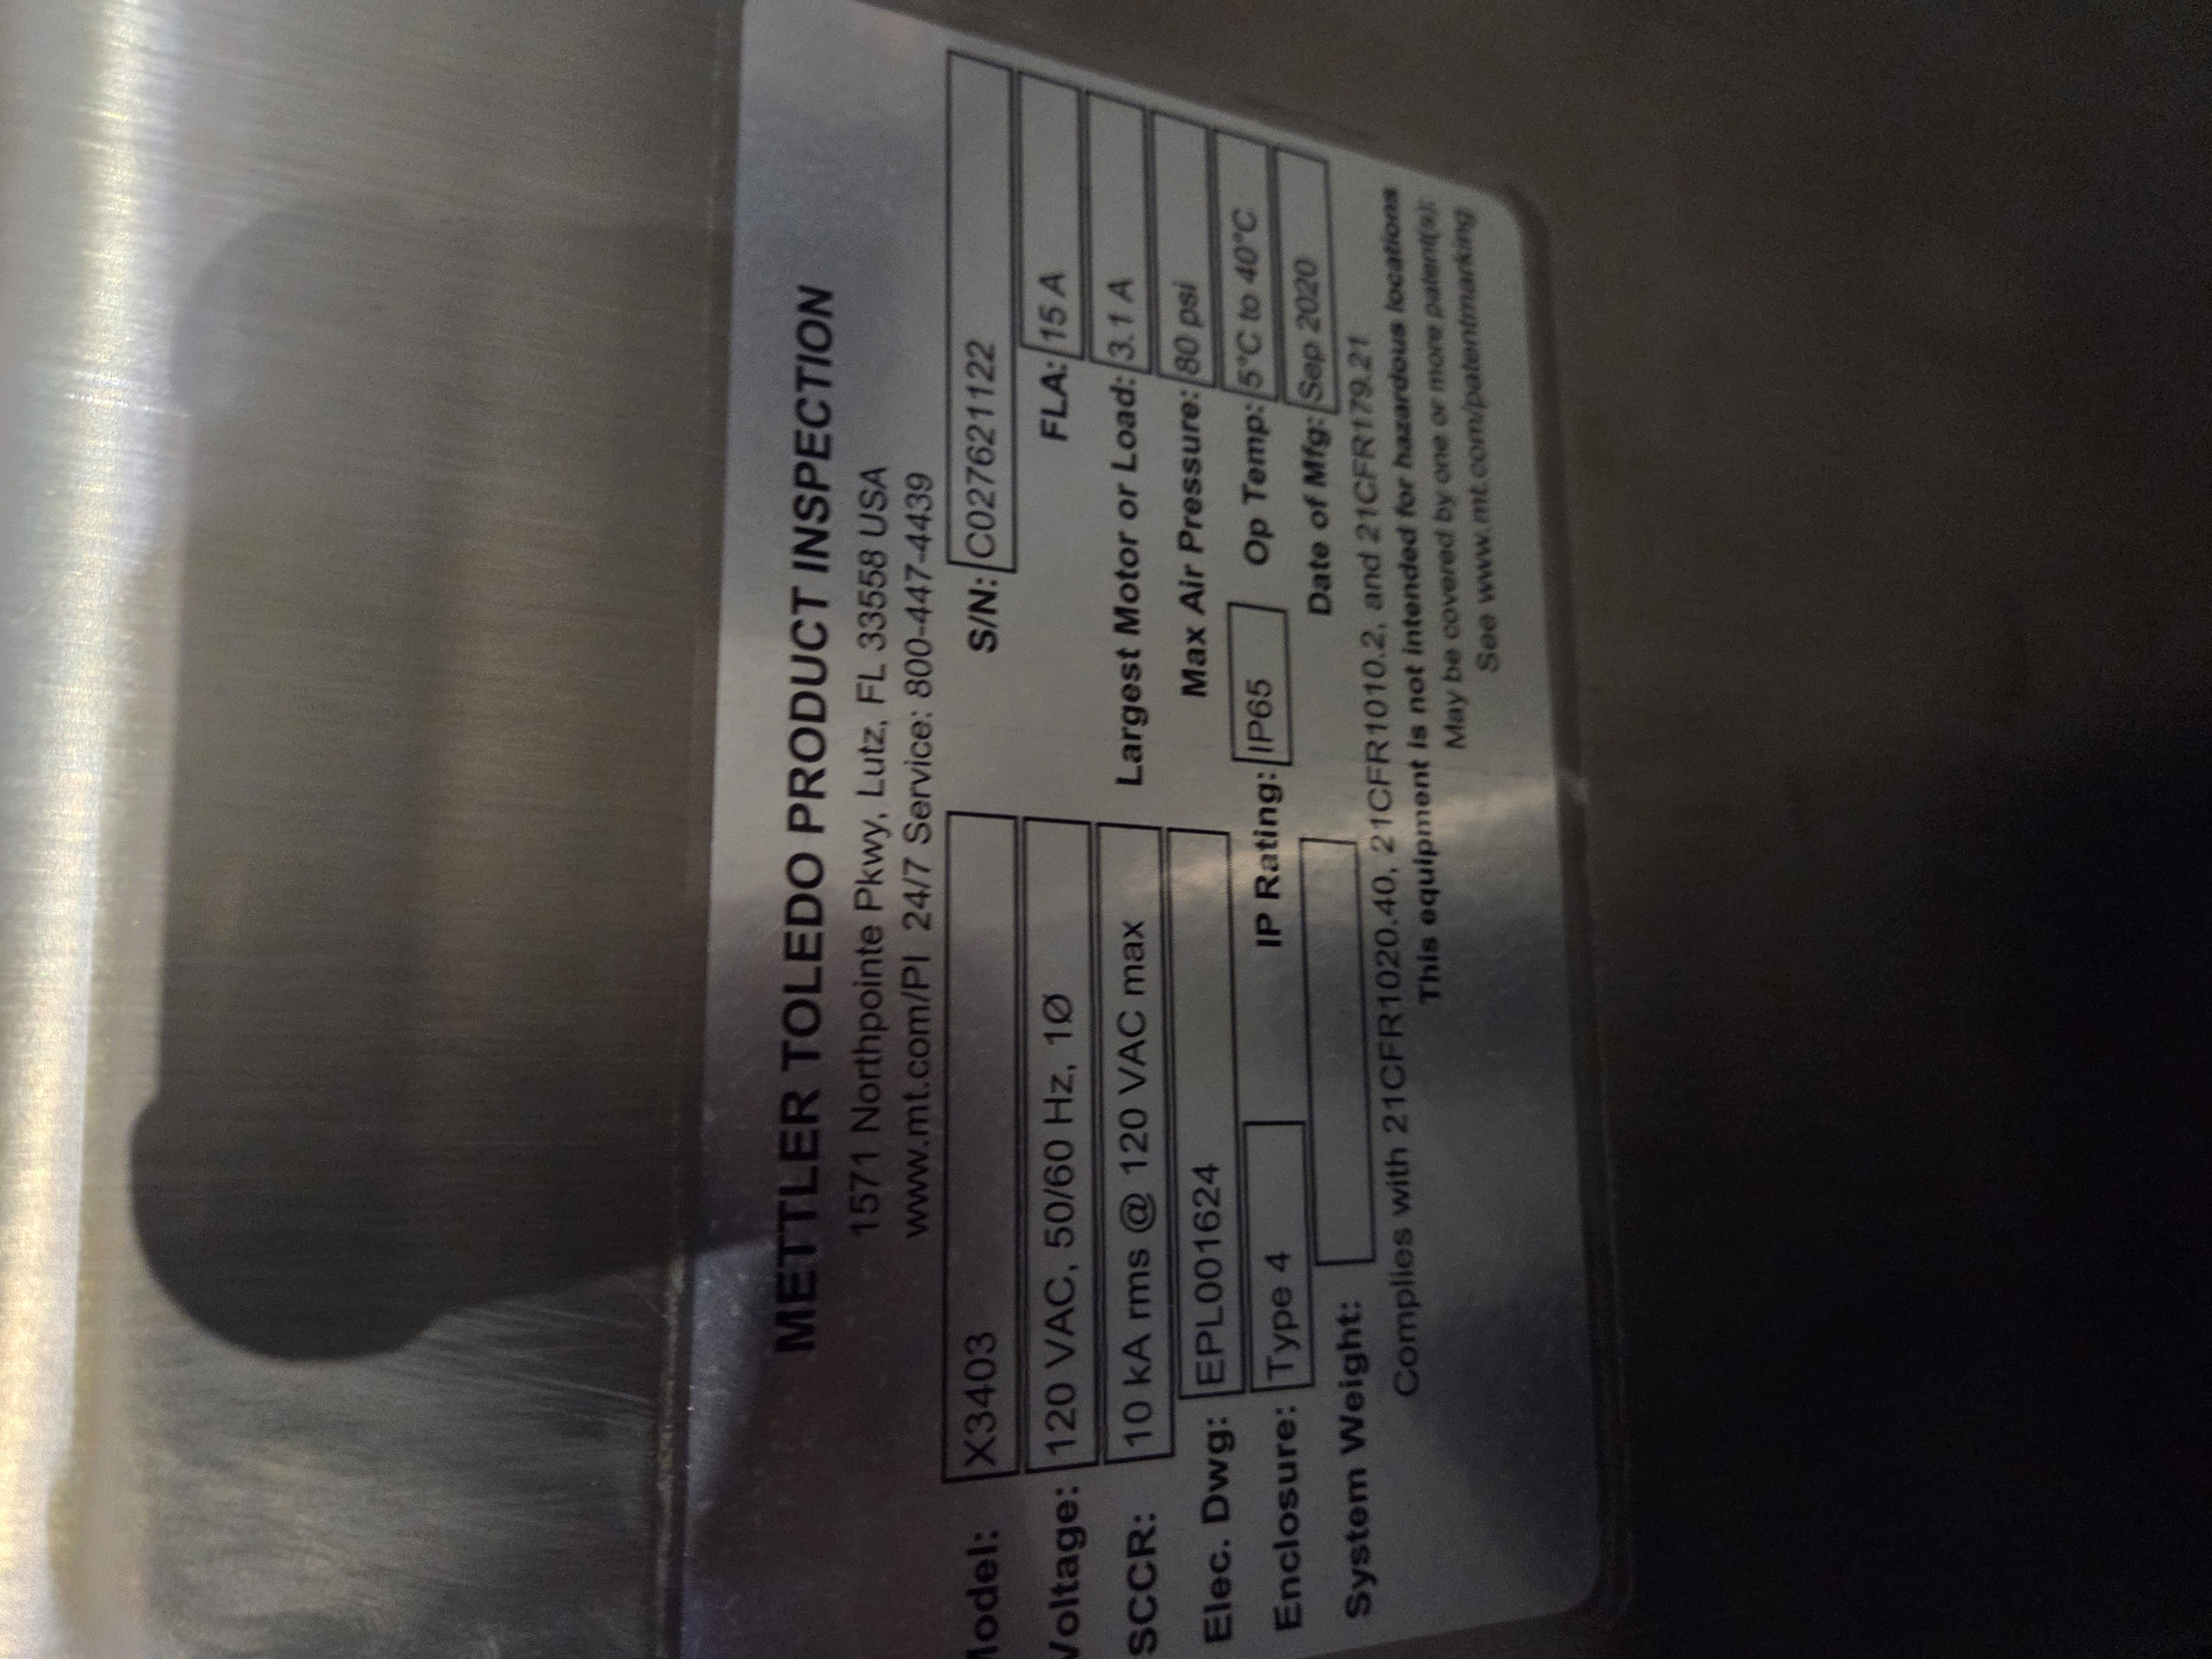 METTLER TOLEDO PRODUCT INSPECTION
1571 Northpointe Pkwy, Lutz, FL 33558 USA
www.mt.com/PI 24/7 Service: 800-447-4439
Model: X3403 S/N: C027621122
Voltage: 120 VAC, 50/60 Hz, 1Ø FLA: 15 A
SCCR: 10 kA rms @ 120 VAC max Largest Motor or Load: 3.1 A
Elec. Dwg: EPL001624 Max Air Pressure: 80 psi
Enclosure: Type 4 IP Rating: IP65 Op Temp: 5°C to 40°C
System Weight: Date of Mfg: Sep 2020
Complies with 21CFR1020.40, 21CFR1010.2, and 21CFR179.21
This equipment is not intended for hazardous locations
May be covered by one or more patent(s):
See www.mt.com/patentmarking